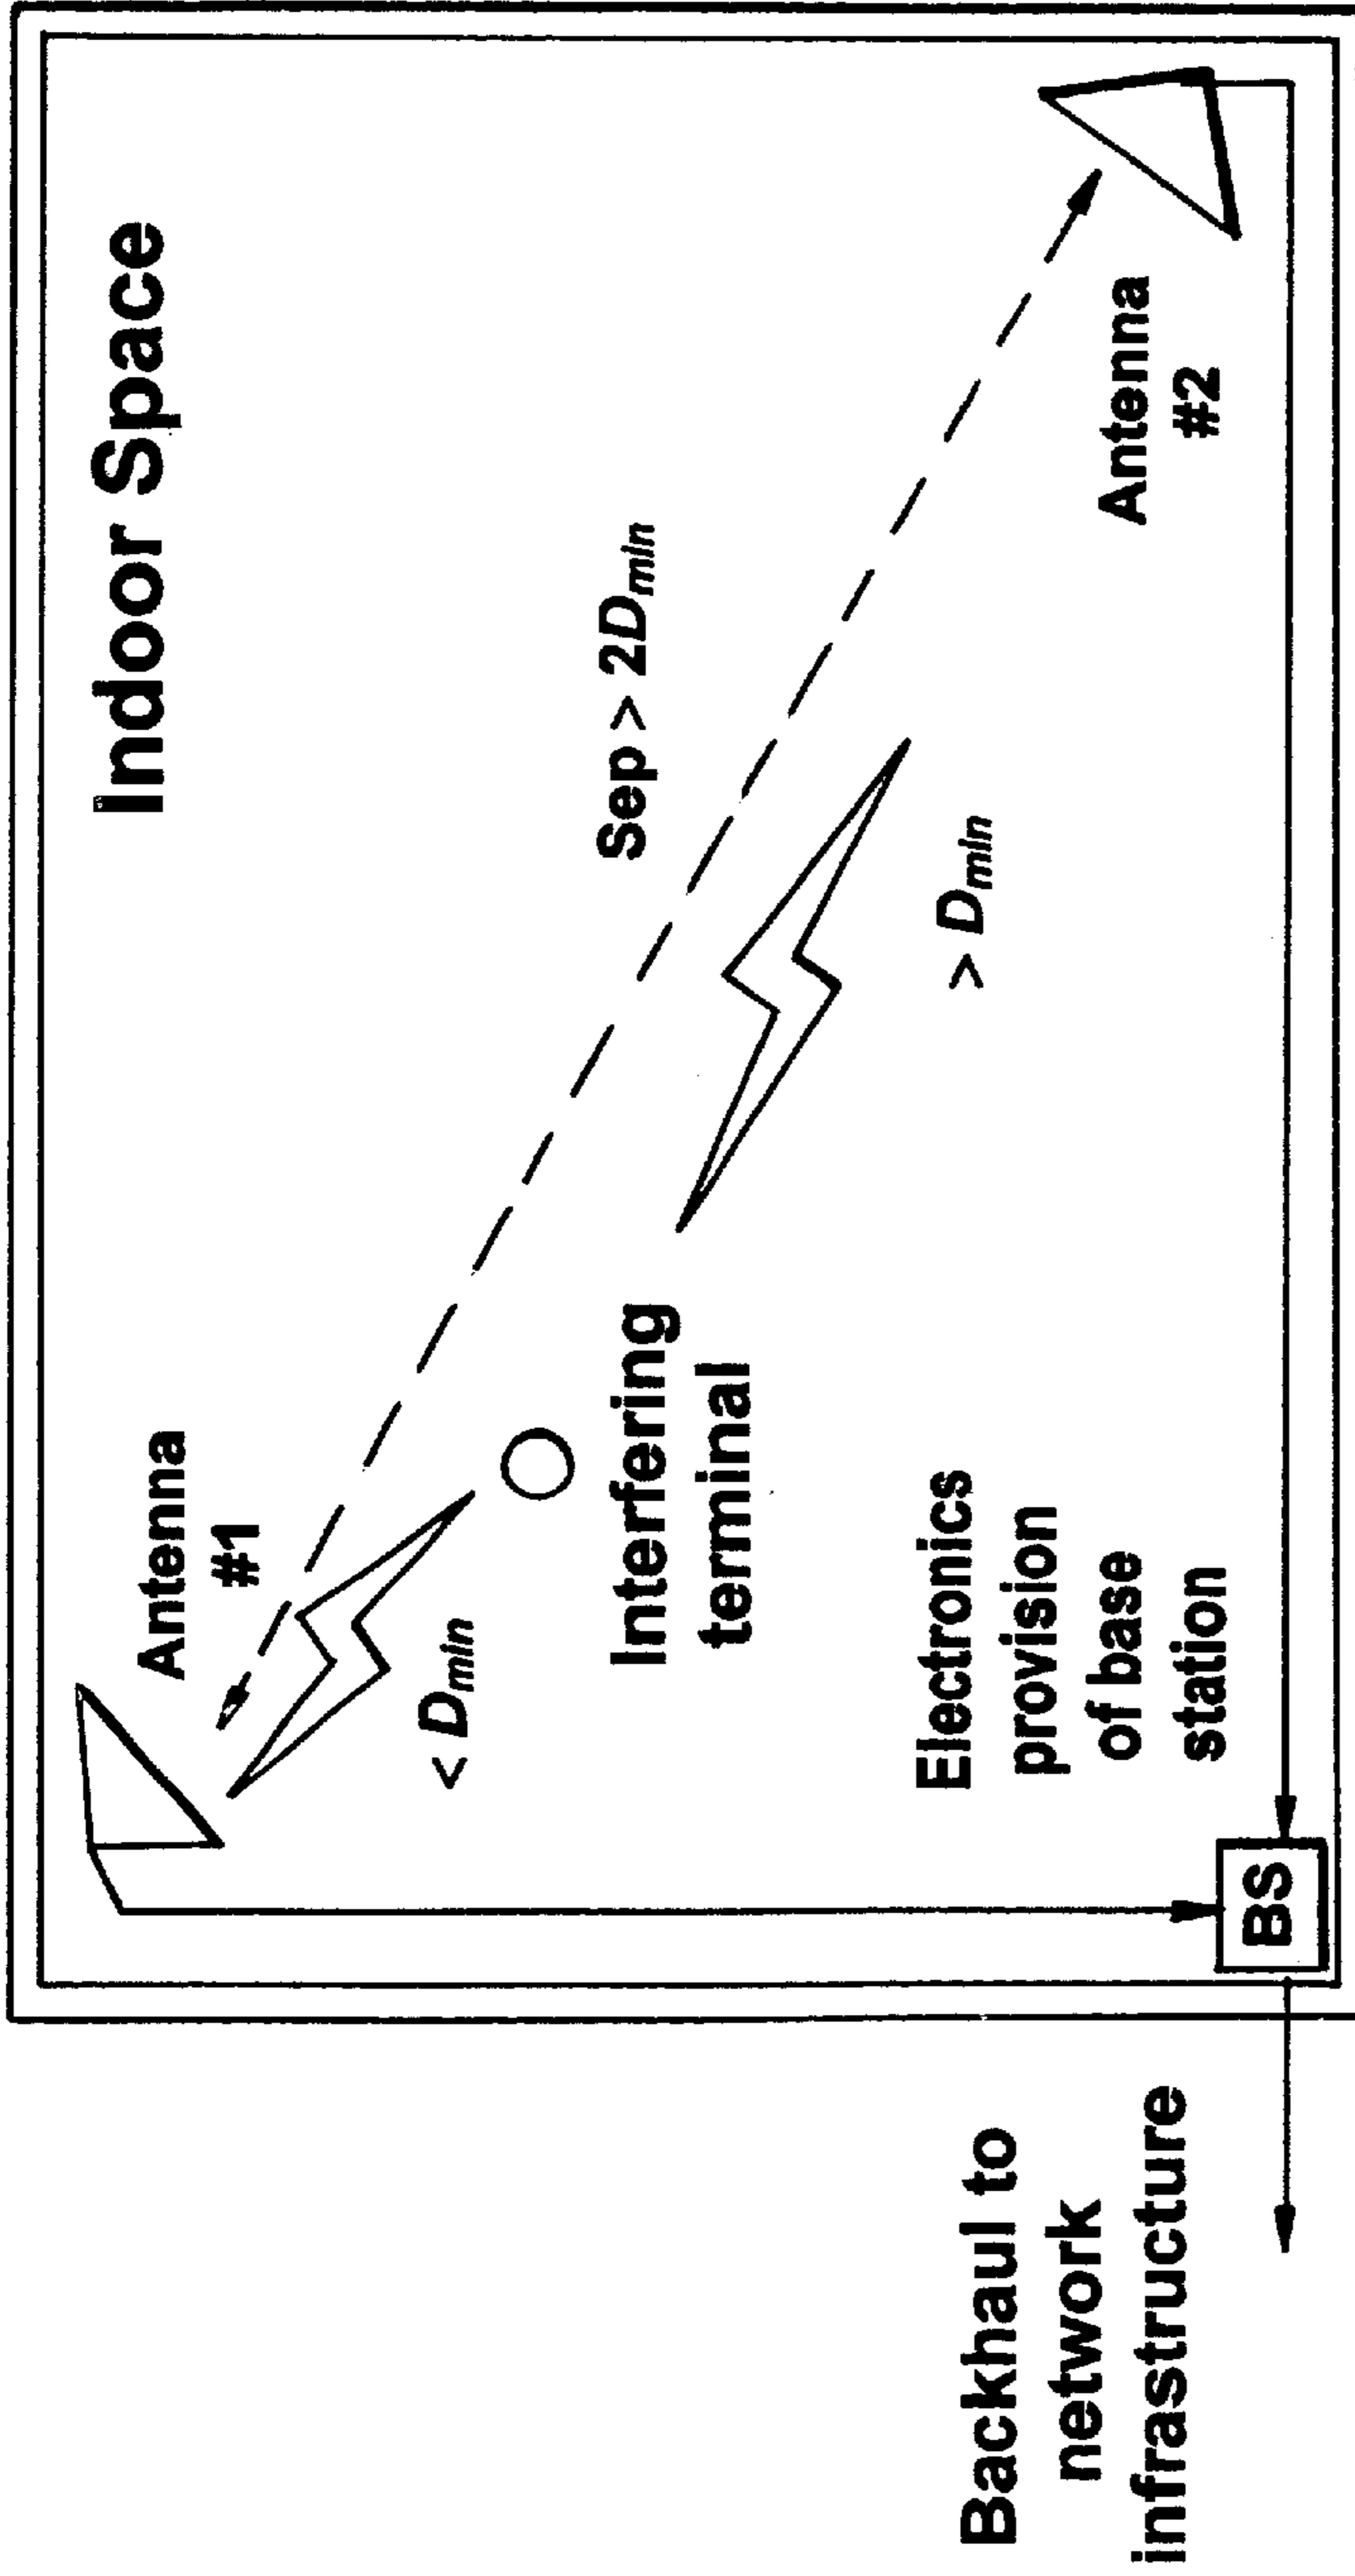 Indoor Space
Antenna
#1
< Dmin
Sep > 2Dmin
Interfering
terminal
> Dmin
Antenna
#2
Electronics
provision
of base
station
BS
Backhaul to
network
infrastructure